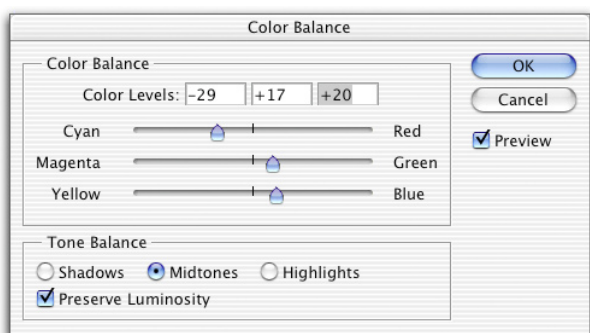 Color Balance
Color Balance
Color Levels: -29 +17 +20
Cyan Red
Magenta Green
Yellow Blue
OK
Cancel
Preview
Tone Balance
Shadows Midtones Highlights
Preserve Luminosity